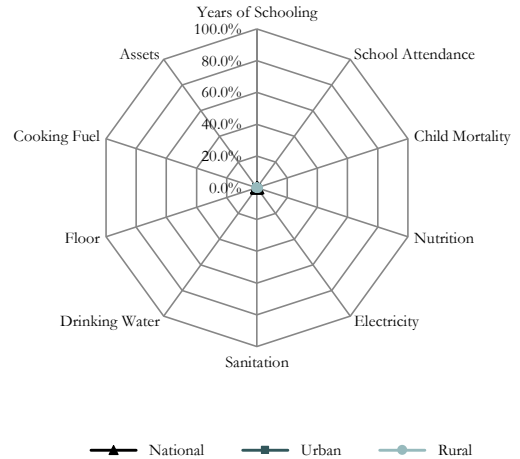 Years of Schooling
100.0%
Assets
School Attendance
80.0%
60.0%
40.0%
Cooking Fuel
Child Mortality
20.0%
0.0%
Floor
Nutrition
Drinking Water
Electricity
Sanitation
National Urban Rural